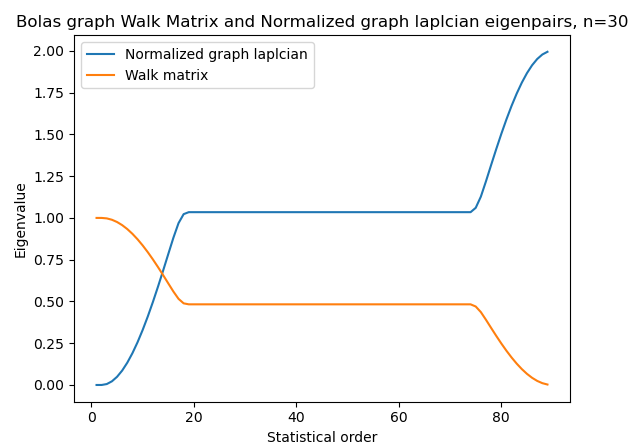 Bolas graph Walk Matrix and Normalized graph laplcian eigenpairs, n=30
Normalized graph laplcian
Walk matrix
2.00
1.75
1.50
1.25
1.00
0.75
0.50
0.25
0.00
Eigenvalue
0
20
40
60
80
Statistical order